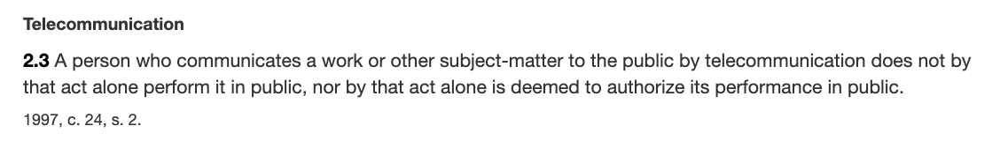 Telecommunication
2.3 A person who communicates a work or other subject-matter to the public by telecommunication does not by
that act alone perform it in public, nor by that act alone is deemed to authorize its performance in public.
1997, c. 24, s. 2.